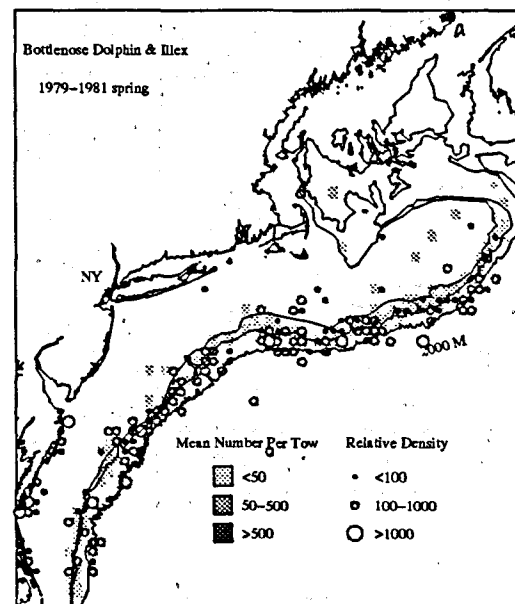 Bottlenose Dolphin & Illex
1979–1981 spring
NY
2000 M
Mean Number Per Tow
Relative Density
<50
<100
50–500
100–1000
>500
>1000